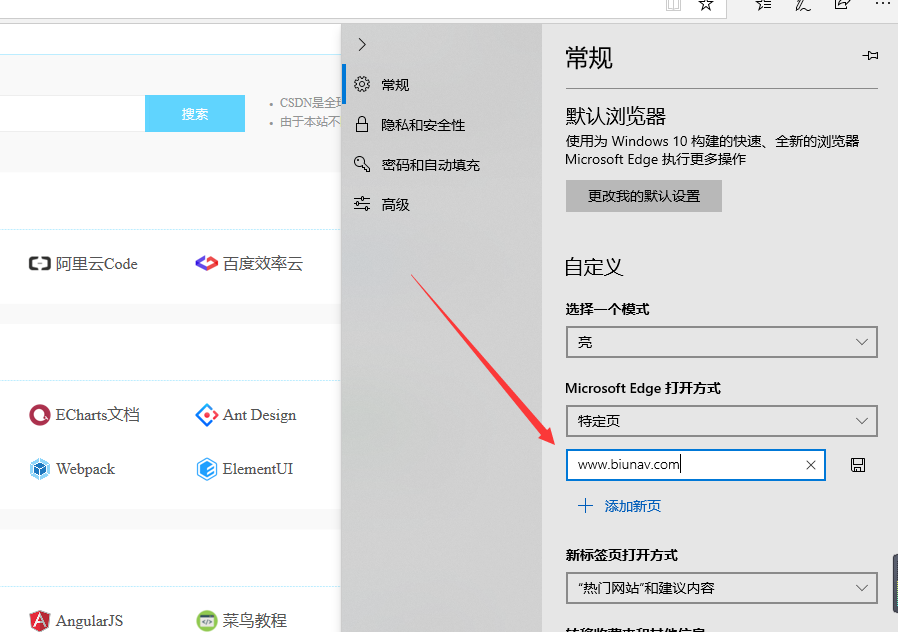 搜索
CSDN是全
由于本站不
阿里云Code
百度效率云
ECharts文档
Ant Design
Webpack
ElementUI
AngularJS
菜鸟教程
常规
隐私和安全性
密码和自动填充
高级
常规
默认浏览器
使用为 Windows 10 构建的快速、全新的浏览器
Microsoft Edge 执行更多操作
更改我的默认设置
自定义
选择一个模式
亮
Microsoft Edge 打开方式
特定页
www.biunav.com
添加新页
新标签页打开方式
“热门网站”和建议内容